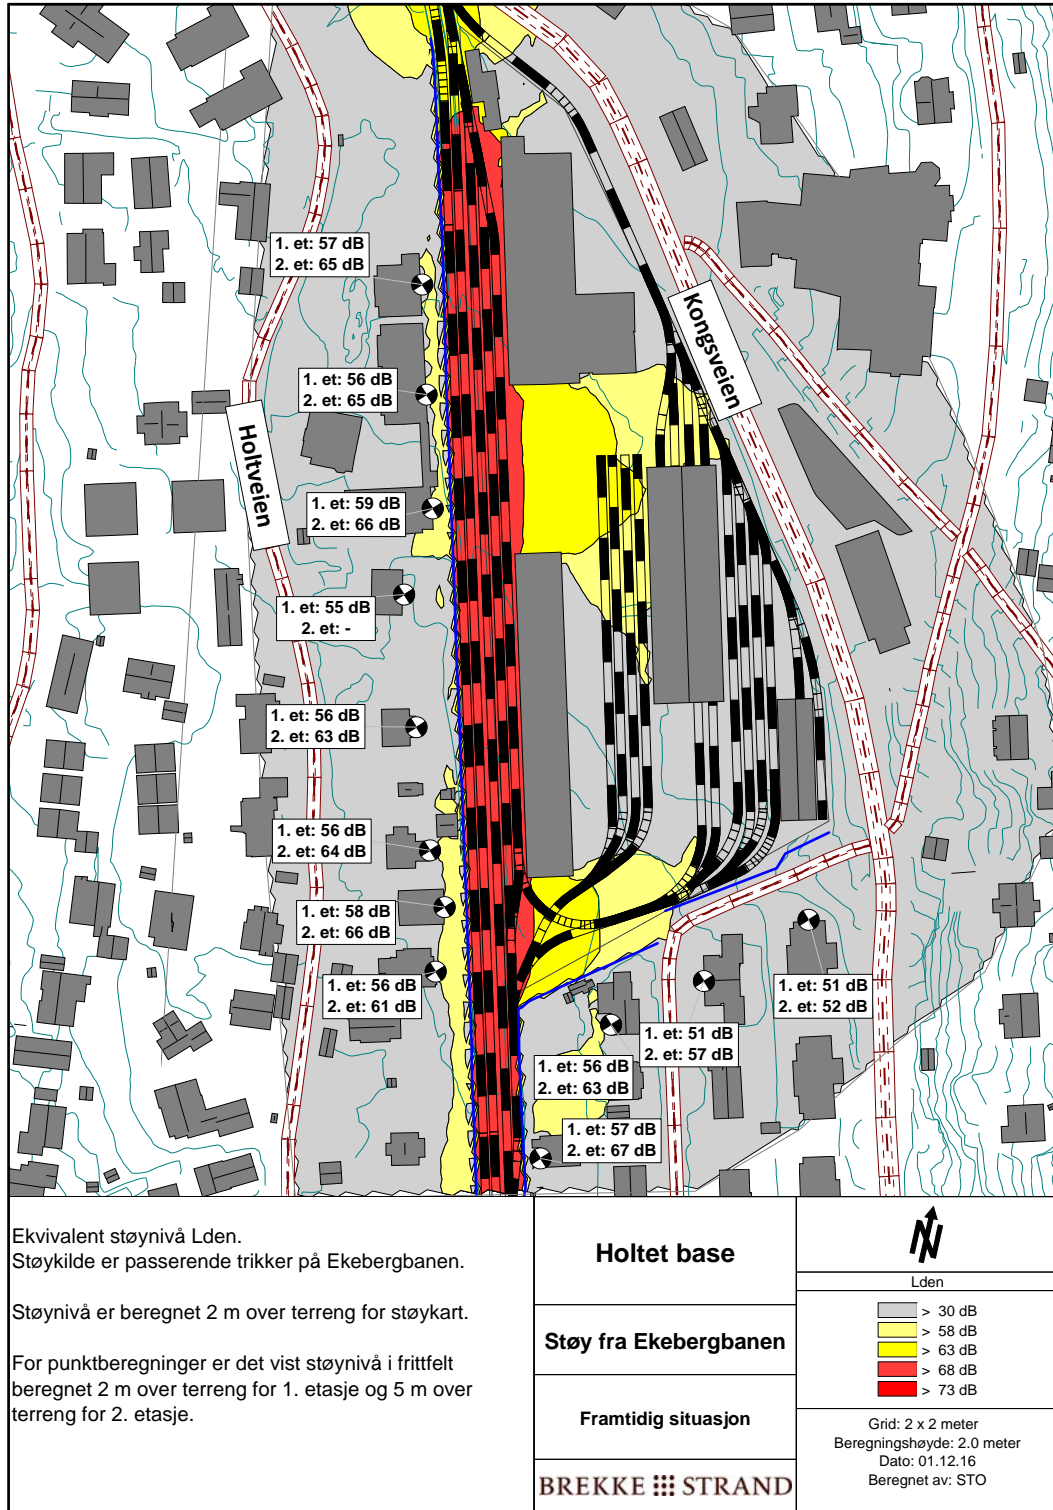 1. et: 57 dB
2. et: 65 dB
Kongsveien
1. et: 56 dB
2. et: 65 dB
Holtveien
1. et: 59 dB
2. et: 66 dB
1. et: 55 dB
2. et: -
1. et: 56 dB
2. et: 63 dB
1. et: 56 dB
2. et: 64 dB
1. et: 58 dB
2. et: 66 dB
1. et: 56 dB
2. et: 61 dB
1. et: 51 dB
2. et: 52 dB
1. et: 51 dB
2. et: 57 dB
1. et: 56 dB
2. et: 63 dB
1. et: 57 dB
2. et: 67 dB
Ekvivalent støynivå Lden.
Støykilde er passerende trikker på Ekebergbanen.
Støynivå er beregnet 2 m over terreng for støykart.
For punktberegninger er det vist støynivå i frittfelt
beregnet 2 m over terreng for 1. etasje og 5 m over
terreng for 2. etasje.
Holtet base
Støy fra Ekebergbanen
Framtidig situasjon
BREKKE STRAND
N
Lden
> 30 dB
> 58 dB
> 63 dB
> 68 dB
> 73 dB
Grid: 2 x 2 meter
Beregningshøyde: 2.0 meter
Dato: 01.12.16
Beregnet av: STO